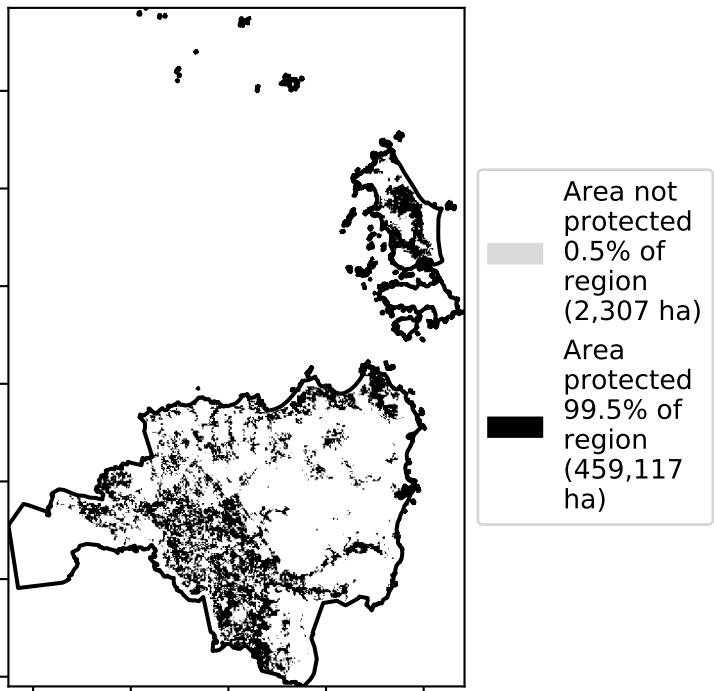 Area not
protected
0.5% of
region
(2,307 ha)
Area
protected
99.5% of
region
(459,117
ha)